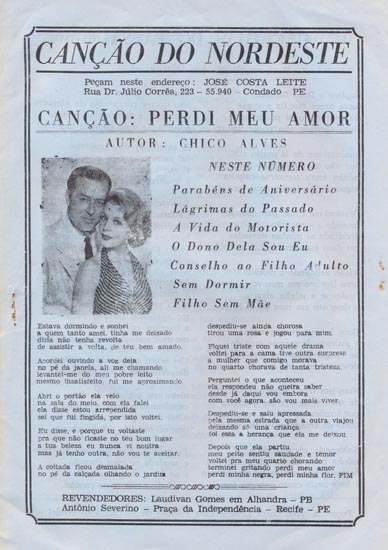 CANÇÃO DO NORDESTE
Peçam neste endereço: JOSÉ COSTA LEITE
Rua Dr. Júlio Corrêa, 223 - 55.940 - Condado - PE
CANÇÃO: PERDI MEU AMOR
AUTOR: CHICO ALVES
NESTE NÚMERO
Parabéns de Aniversário
Lágrimas do Passado
A Vida do Motorista
O Dono Dela Sou Eu
Conselho ao Filho Adulto
Sem Dormir
Filho Sem Mãe
Estava dormindo e sonhei
a quem tanto amei, tinha me deixado
dizia não tenha revolta
de assistir a volta, de teu bem amado.
Acordei ouvindo a voz dela
no pé da janela, ali me chamando
levantei-me do meu pobre leito
mesmo insatisfeito, fui me aproximando
Abri o portão ela veio
na sala do meio, com ela falei
ela disse estou arrependida
sei que fui fingida, por isto voltei.
Eu disse, e porque tu voltaste
pra que não ficaste no teu bom lugar
a tua beleza eu nunca vi noutra
mas já tenho outra, não vou te aceitar.
A coitada ficou desmaiada
no pé da calçada olhando o jardim
despediu-se ainda chorosa
tirou uma rosa e jogou para mim.
Fiquei triste com aquele drama
voltei para a cama tive outra surpresa
a mulher que comigo morava
no quarto chorava de tanta tristeza.
Perguntei o que aconteceu
ela respondeu não queira saber
desde já daqui vou embora
com você agora, não vou mais viver.
Despediu-se e saiu apressada
pela mesma estrada que a outra viajou
deixando só uma criança
foi essa a herança que ela me deixou.
Depois que ela partiu
meu peito sentiu saudade e temor
voltei pra meu quarto chorando
terminei gritando perdi meu amor
perdi minha negra, perdi minha flor. FIM
REVENDEDORES: Laudivan Gomes em Alhandra - PB
Antônio Severino - Praça da Independência - Recife - PE